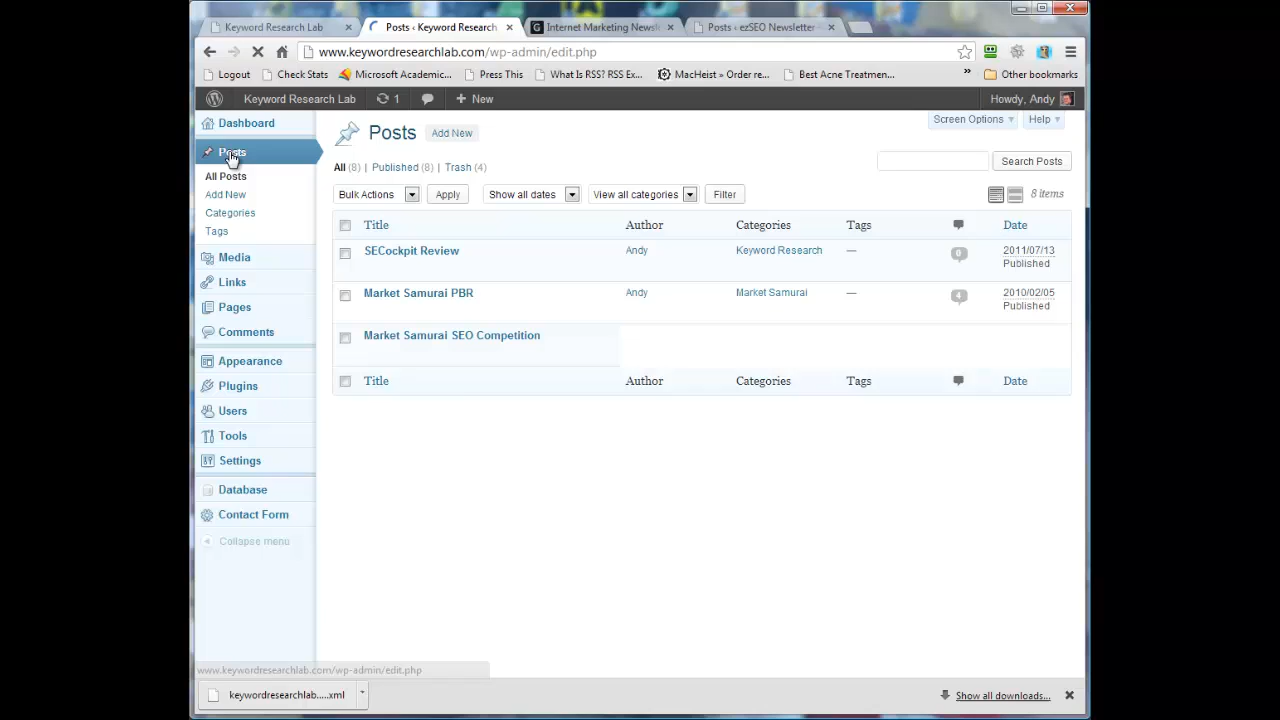 Keyword Research Lab
Posts ‹ Keyword Research
Internet Marketing Newsl
Posts ‹ ezSEO Newsletter
www.keywordresearchlab.com/wp-admin/edit.php
Logout
Check Stats
Microsoft Academic...
Press This
What Is RSS? RSS Ex...
MacHeist » Order re...
Best Acne Treatmen...
»
Other bookmarks
Keyword Research Lab
1
+ New
Howdy, Andy
Dashboard
Posts
All Posts
Add New
Categories
Tags
Media
Links
Pages
Comments
Appearance
Plugins
Users
Tools
Settings
Database
Contact Form
Collapse menu
Posts Add New
Screen Options
Help
All (8) | Published (8) | Trash (4)
Search Posts
Bulk Actions Apply Show all dates View all categories Filter
8 items
Title Author Categories Tags Date
SECockpit Review Andy Keyword Research — 0 2011/07/13
Published
Market Samurai PBR Andy Market Samurai — 4 2010/02/05
Published
Market Samurai SEO Competition
Title Author Categories Tags Date
www.keywordresearchlab.com/wp-admin/edit.php
keywordresearchlab.....xml
Show all downloads...